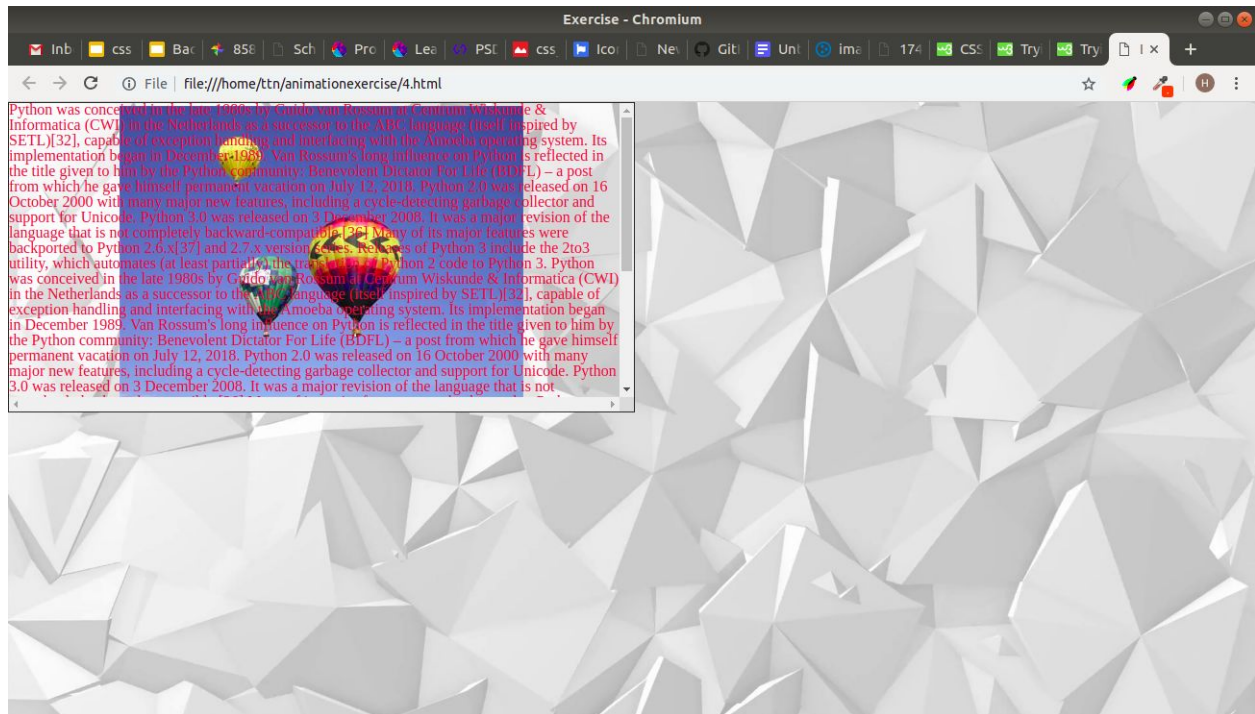 Exercise - Chromium
Inb css Bac 858 Sch Pro Lea PSD css_ Icon Nev Git Unt ima 174 CSS Try Try
File file:///home/ttn/animationexercise/4.html H
Python was conceived in the late 1980s by Guido van Rossum at Centrum Wiskunde &
Informatica (CWI) in the Netherlands as a successor to the ABC language (itself inspired by
SETL)[32], capable of exception handling and interfacing with the Amoeba operating system. Its
implementation began in December 1989. Van Rossum's long influence on Python is reflected in
the title given to him by the Python community: Benevolent Dictator For Life (BDFL) – a post
from which he gave himself permanent vacation on July 12, 2018. Python 2.0 was released on 16
October 2000 with many major new features, including a cycle-detecting garbage collector and
support for Unicode. Python 3.0 was released on 3 December 2008. It was a major revision of the
language that is not completely backward-compatible.[36] Many of its major features were
backported to Python 2.6.x[37] and 2.7.x version series. Releases of Python 3 include the 2to3
utility, which automates (at least partially) the translation of Python 2 code to Python 3. Python
was conceived in the late 1980s by Guido van Rossum at Centrum Wiskunde & Informatica (CWI)
in the Netherlands as a successor to the ABC language (itself inspired by SETL)[32], capable of
exception handling and interfacing with the Amoeba operating system. Its implementation began
in December 1989. Van Rossum's long influence on Python is reflected in the title given to him by
the Python community: Benevolent Dictator For Life (BDFL) – a post from which he gave himself
permanent vacation on July 12, 2018. Python 2.0 was released on 16 October 2000 with many
major new features, including a cycle-detecting garbage collector and support for Unicode. Python
3.0 was released on 3 December 2008. It was a major revision of the language that is not